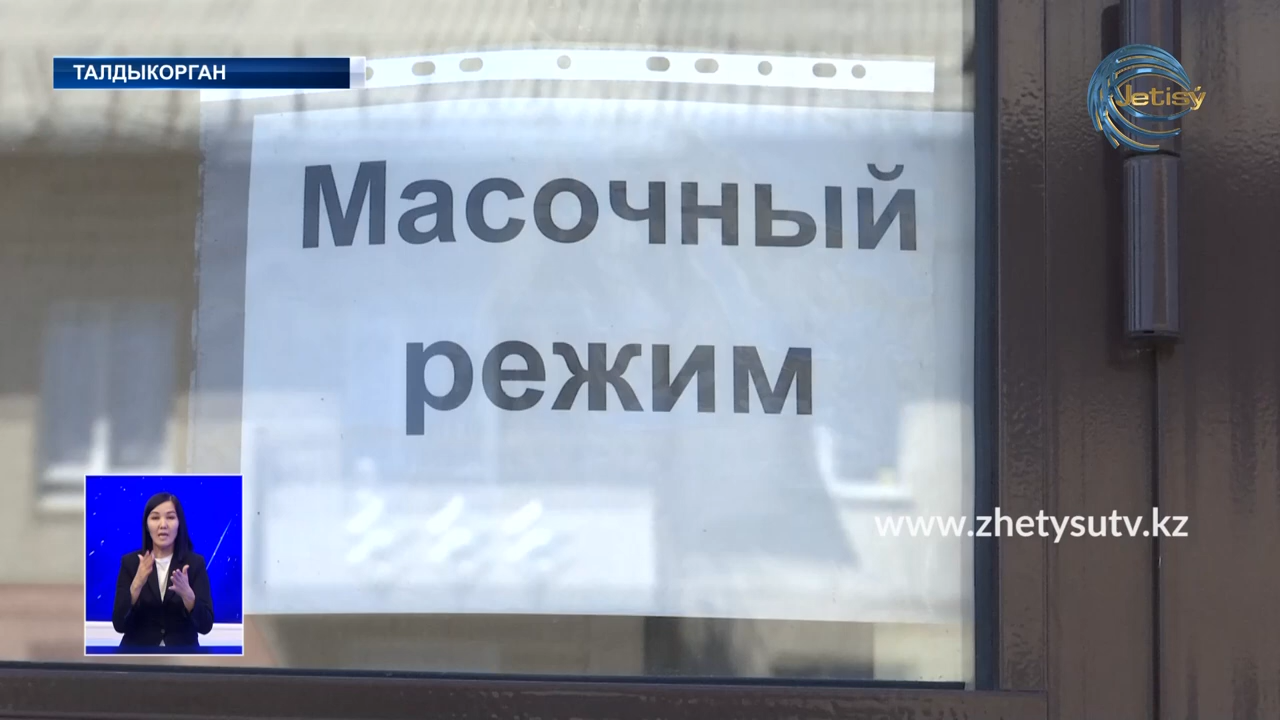 ТАЛДЫКОРГАН
Jetisý
Масочный
режим
www.zhetysutv.kz